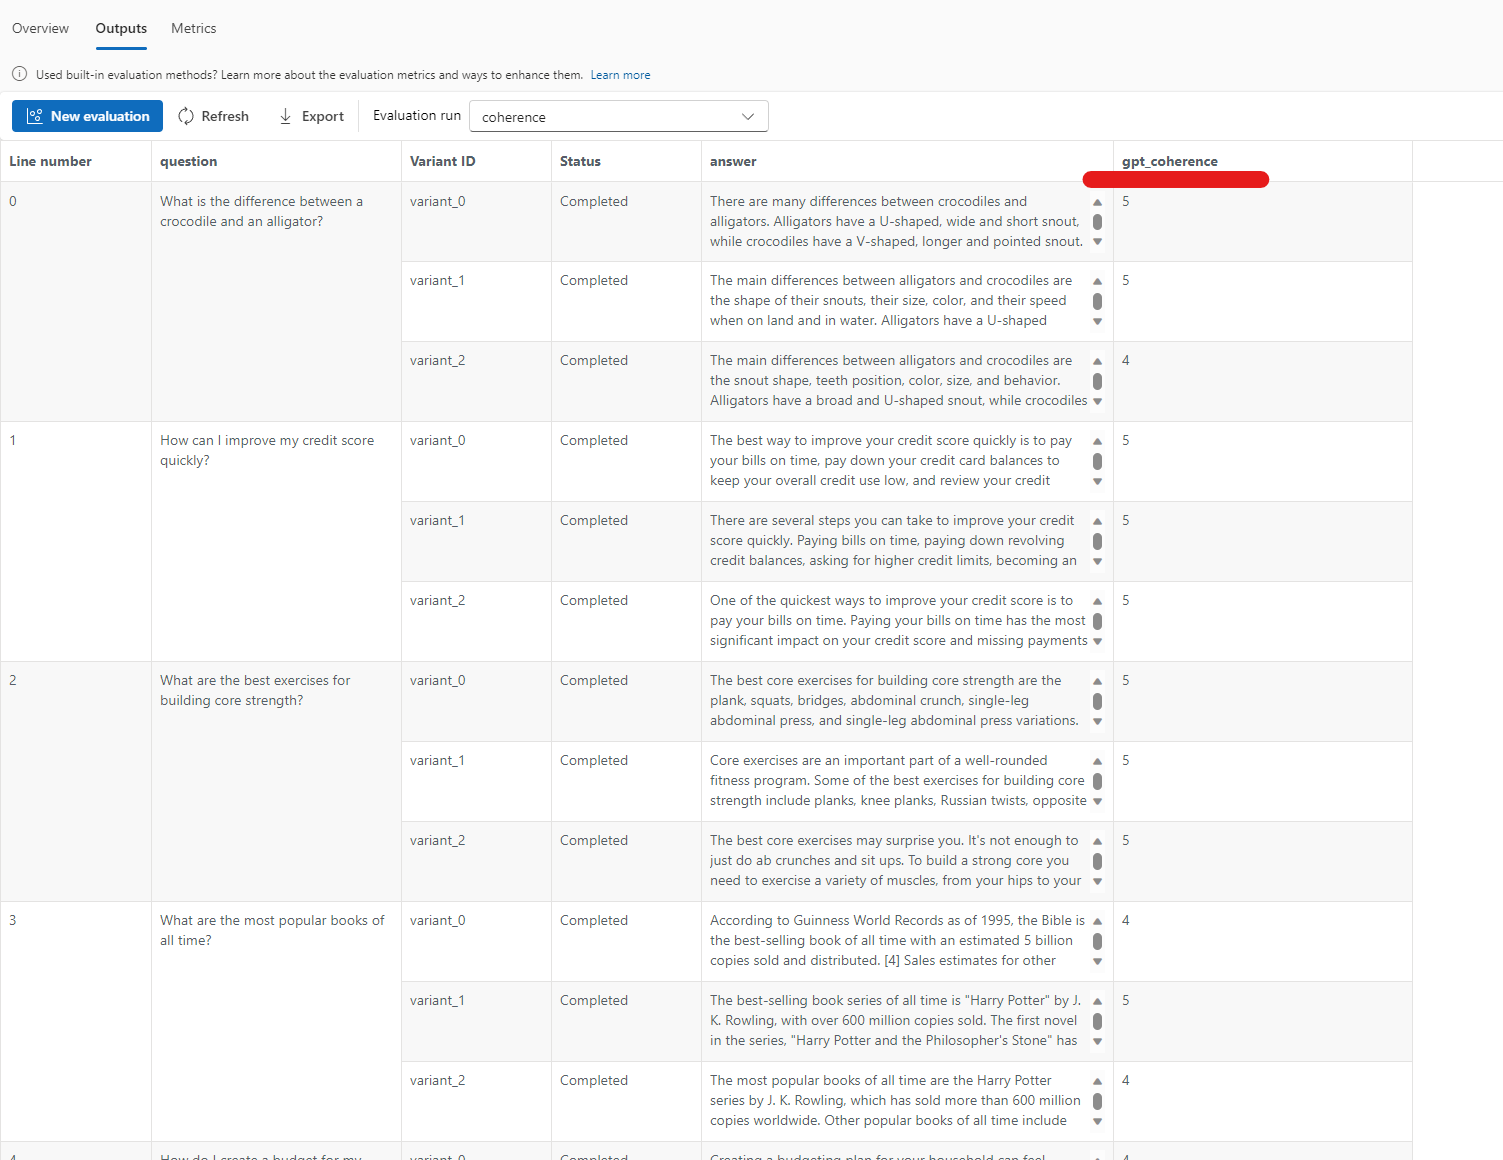 Overview Outputs Metrics
Used built-in evaluation methods? Learn more about the evaluation metrics and ways to enhance them. Learn more
New evaluation Refresh Export Evaluation run coherence
Line number question Variant ID Status answer gpt_coherence
0 What is the difference between a crocodile and an alligator?
variant_0 Completed
There are many differences between crocodiles and
alligators. Alligators have a U-shaped, wide and short snout,
while crocodiles have a V-shaped, longer and pointed snout.
5
variant_1 Completed
The main differences between alligators and crocodiles are
the shape of their snouts, their size, color, and their speed
when on land and in water. Alligators have a U-shaped
5
variant_2 Completed
The main differences between alligators and crocodiles are
the snout shape, teeth position, color, size, and behavior.
Alligators have a broad and U-shaped snout, while crocodiles
4
1 How can I improve my credit score
quickly?
variant_0 Completed
The best way to improve your credit score quickly is to pay
your bills on time, pay down your credit card balances to
keep your overall credit use low, and review your credit
5
variant_1 Completed
There are several steps you can take to improve your credit
score quickly. Paying bills on time, paying down revolving
credit balances, asking for higher credit limits, becoming an
5
variant_2 Completed
One of the quickest ways to improve your credit score is to
pay your bills on time. Paying your bills on time has the most
significant impact on your credit score and missing payments
5
2 What are the best exercises for
building core strength?
variant_0 Completed
The best core exercises for building core strength are the
plank, squats, bridges, abdominal crunch, single-leg
abdominal press, and single-leg abdominal press variations.
5
variant_1 Completed
Core exercises are an important part of a well-rounded
fitness program. Some of the best exercises for building core
strength include planks, knee planks, Russian twists, opposite
5
variant_2 Completed
The best core exercises may surprise you. It's not enough to
just do ab crunches and sit ups. To build a strong core you
need to exercise a variety of muscles, from your hips to your
5
3 What are the most popular books of
all time?
variant_0 Completed
According to Guinness World Records as of 1995, the Bible is
the best-selling book of all time with an estimated 5 billion
copies sold and distributed. [4] Sales estimates for other
4
variant_1 Completed
The best-selling book series of all time is "Harry Potter" by J.
K. Rowling, with over 600 million copies sold. The first novel
in the series, "Harry Potter and the Philosopher's Stone" has
5
variant_2 Completed
The most popular books of all time are the Harry Potter
series by J. K. Rowling, which has sold more than 600 million
copies worldwide. Other popular books of all time include
4
4 How do I create a budget for my variant_0 Completed Creating a budgeting plan for your household can feel 4